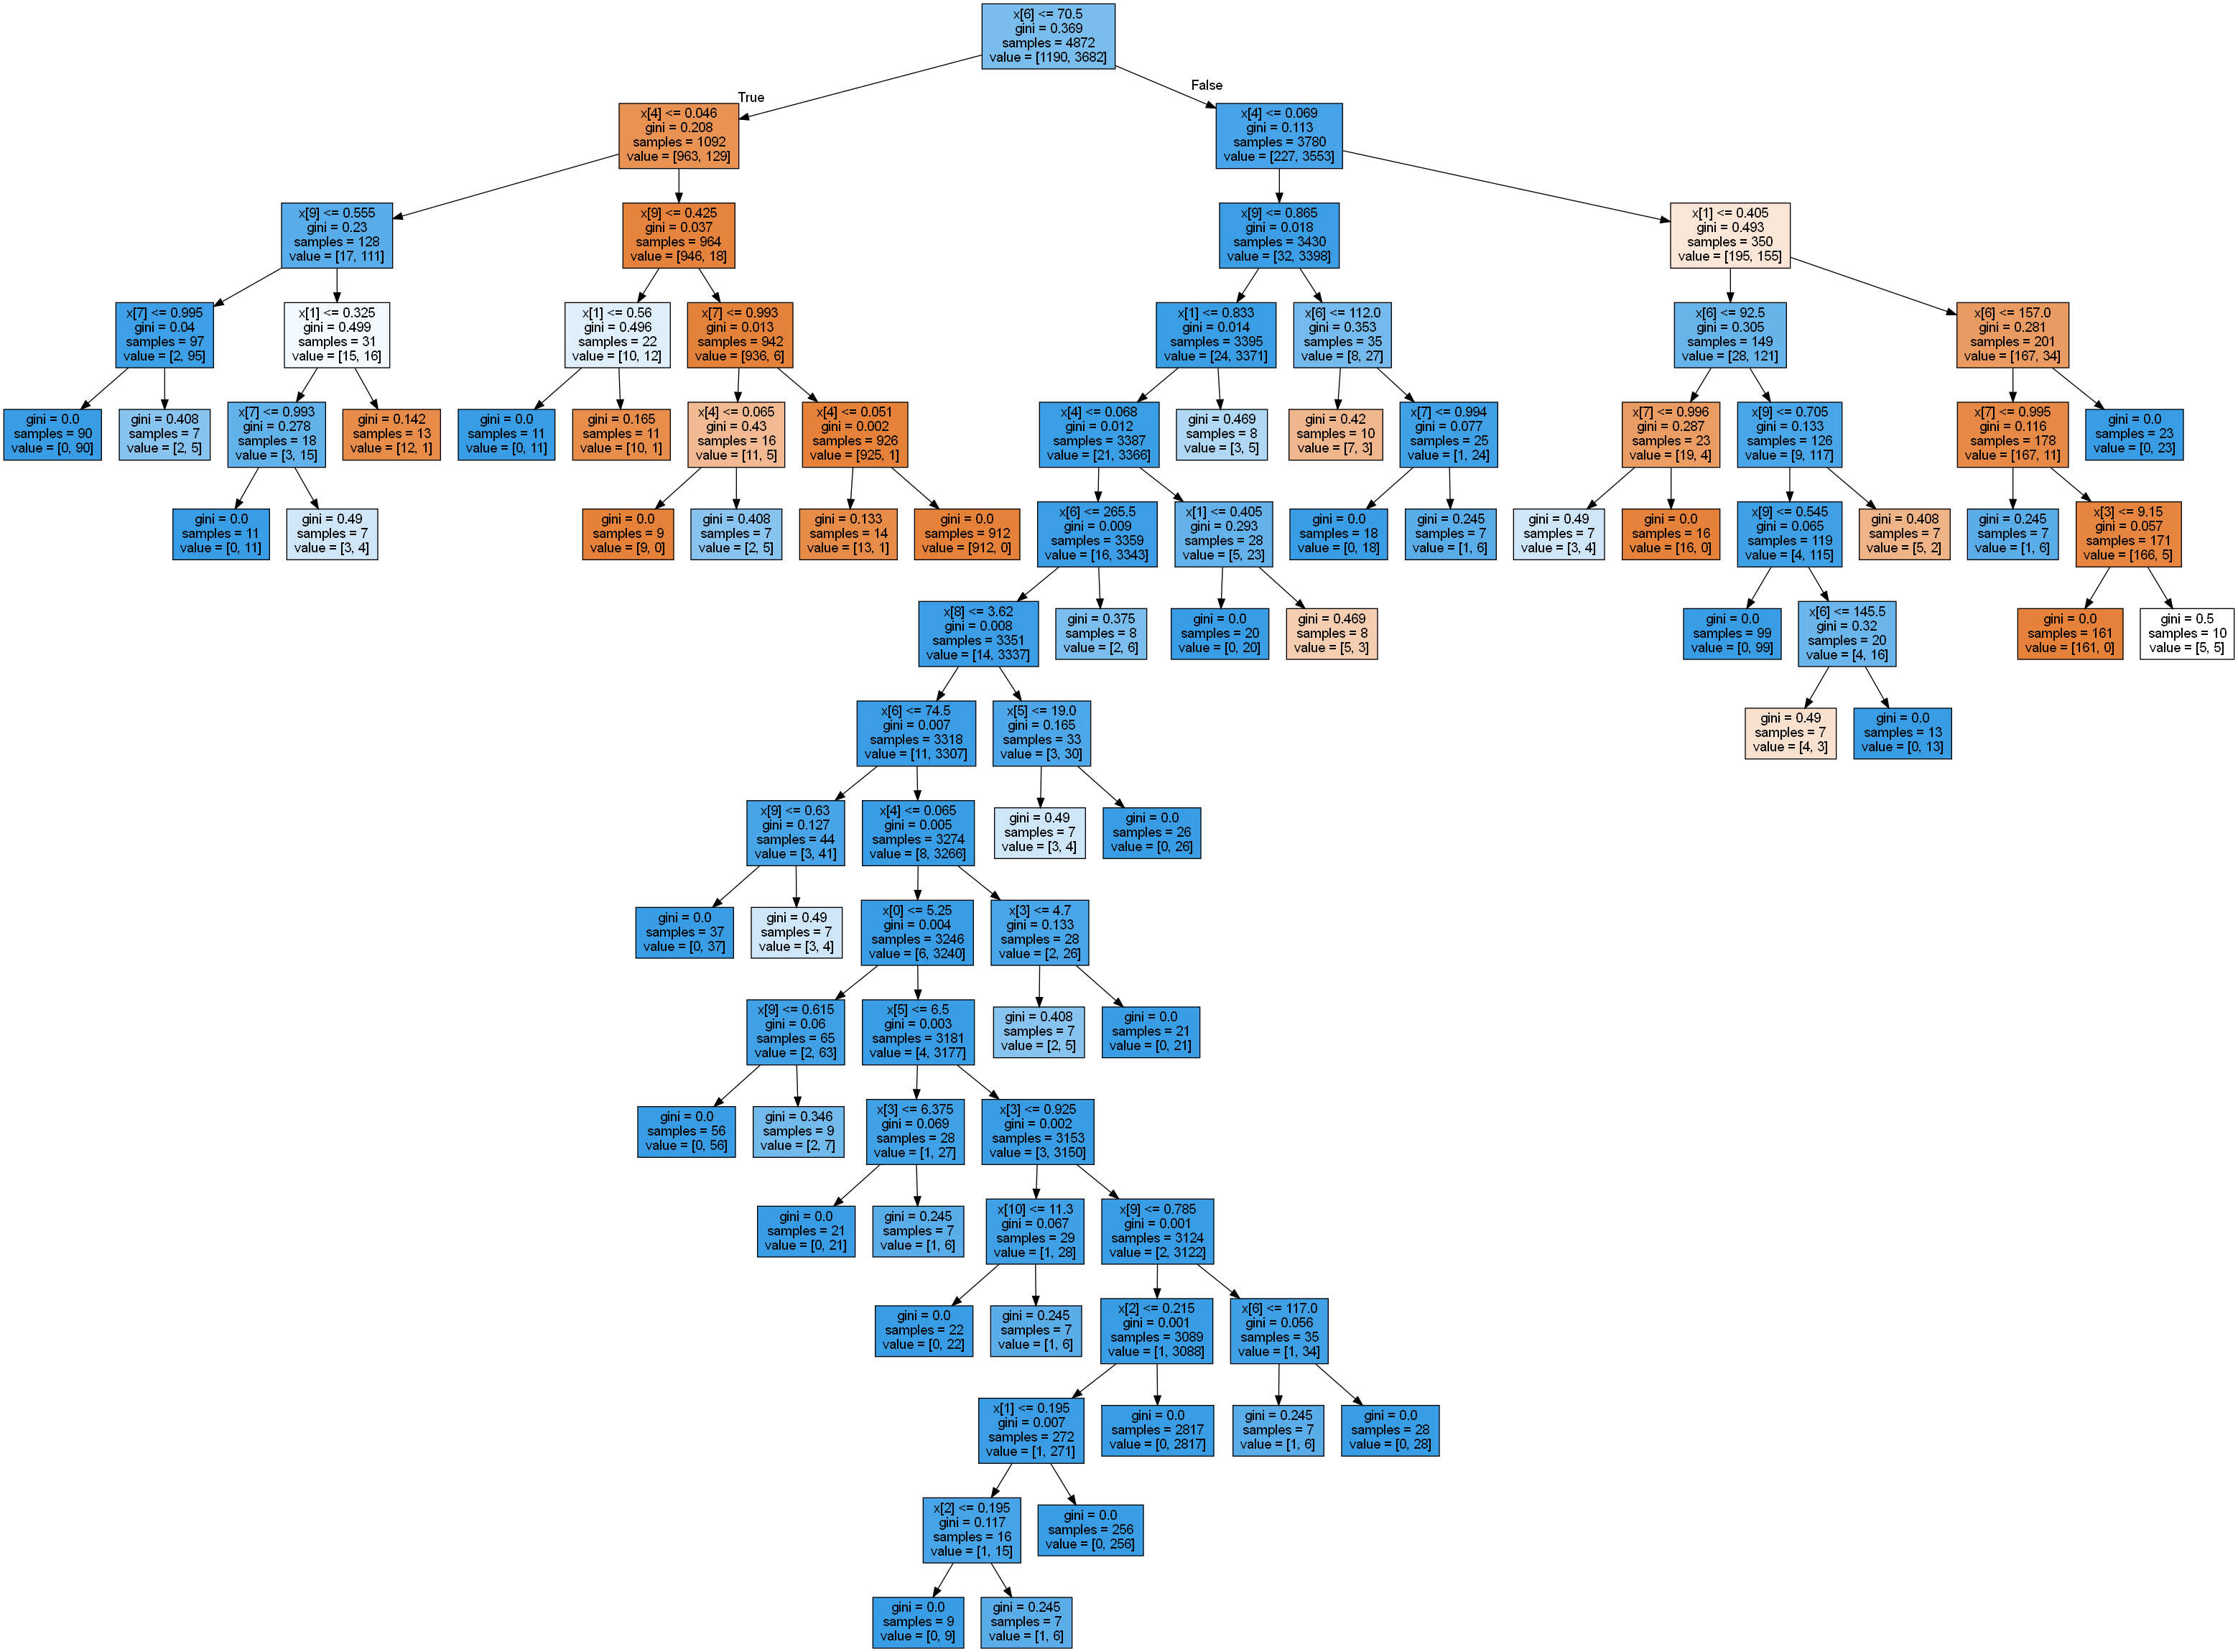 x[6] <= 70.5
gini = 0.369
samples = 4872
value = [1190, 3682]
True
False
x[4] <= 0.046
gini = 0.208
samples = 1092
value = [963, 129]
x[4] <= 0.069
gini = 0.113
samples = 3780
value = [227, 3553]
x[9] <= 0.555
gini = 0.23
samples = 128
value = [17, 111]
x[9] <= 0.425
gini = 0.037
samples = 964
value = [946, 18]
x[9] <= 0.865
gini = 0.018
samples = 3430
value = [32, 3398]
x[1] <= 0.405
gini = 0.493
samples = 350
value = [195, 155]
x[7] <= 0.995
gini = 0.04
samples = 97
value = [2, 95]
x[1] <= 0.325
gini = 0.499
samples = 31
value = [15, 16]
x[1] <= 0.56
gini = 0.496
samples = 22
value = [10, 12]
x[7] <= 0.993
gini = 0.013
samples = 942
value = [936, 6]
x[1] <= 0.833
gini = 0.014
samples = 3395
value = [24, 3371]
x[6] <= 112.0
gini = 0.353
samples = 35
value = [8, 27]
x[6] <= 92.5
gini = 0.305
samples = 149
value = [28, 121]
x[6] <= 157.0
gini = 0.281
samples = 201
value = [167, 34]
gini = 0.0
samples = 90
value = [0, 90]
gini = 0.408
samples = 7
value = [2, 5]
x[7] <= 0.993
gini = 0.278
samples = 18
value = [3, 15]
gini = 0.142
samples = 13
value = [12, 1]
gini = 0.0
samples = 11
value = [0, 11]
gini = 0.165
samples = 11
value = [10, 1]
x[4] <= 0.065
gini = 0.43
samples = 16
value = [11, 5]
x[4] <= 0.051
gini = 0.002
samples = 926
value = [925, 1]
x[4] <= 0.068
gini = 0.012
samples = 3387
value = [21, 3366]
gini = 0.469
samples = 8
value = [3, 5]
gini = 0.42
samples = 10
value = [7, 3]
x[7] <= 0.994
gini = 0.077
samples = 25
value = [1, 24]
x[7] <= 0.996
gini = 0.287
samples = 23
value = [19, 4]
x[9] <= 0.705
gini = 0.133
samples = 126
value = [9, 117]
x[7] <= 0.995
gini = 0.116
samples = 178
value = [167, 11]
gini = 0.0
samples = 23
value = [0, 23]
gini = 0.0
samples = 11
value = [0, 11]
gini = 0.49
samples = 7
value = [3, 4]
gini = 0.0
samples = 9
value = [9, 0]
gini = 0.408
samples = 7
value = [2, 5]
gini = 0.133
samples = 14
value = [13, 1]
gini = 0.0
samples = 912
value = [912, 0]
x[6] <= 265.5
gini = 0.009
samples = 3359
value = [16, 3343]
x[1] <= 0.405
gini = 0.293
samples = 28
value = [5, 23]
gini = 0.0
samples = 18
value = [0, 18]
gini = 0.245
samples = 7
value = [1, 6]
gini = 0.49
samples = 7
value = [3, 4]
gini = 0.0
samples = 16
value = [16, 0]
x[9] <= 0.545
gini = 0.065
samples = 119
value = [4, 115]
gini = 0.408
samples = 7
value = [5, 2]
gini = 0.245
samples = 7
value = [1, 6]
x[3] <= 9.15
gini = 0.057
samples = 171
value = [166, 5]
x[8] <= 3.62
gini = 0.008
samples = 3351
value = [14, 3337]
gini = 0.375
samples = 8
value = [2, 6]
gini = 0.0
samples = 20
value = [0, 20]
gini = 0.469
samples = 8
value = [5, 3]
gini = 0.0
samples = 99
value = [0, 99]
x[6] <= 145.5
gini = 0.32
samples = 20
value = [4, 16]
gini = 0.0
samples = 161
value = [161, 0]
gini = 0.5
samples = 10
value = [5, 5]
x[6] <= 74.5
gini = 0.007
samples = 3318
value = [11, 3307]
x[5] <= 19.0
gini = 0.165
samples = 33
value = [3, 30]
gini = 0.49
samples = 7
value = [4, 3]
gini = 0.0
samples = 13
value = [0, 13]
x[9] <= 0.63
gini = 0.127
samples = 44
value = [3, 41]
x[4] <= 0.065
gini = 0.005
samples = 3274
value = [8, 3266]
gini = 0.49
samples = 7
value = [3, 4]
gini = 0.0
samples = 26
value = [0, 26]
gini = 0.0
samples = 37
value = [0, 37]
gini = 0.49
samples = 7
value = [3, 4]
x[0] <= 5.25
gini = 0.004
samples = 3246
value = [6, 3240]
x[3] <= 4.7
gini = 0.133
samples = 28
value = [2, 26]
x[9] <= 0.615
gini = 0.06
samples = 65
value = [2, 63]
x[5] <= 6.5
gini = 0.003
samples = 3181
value = [4, 3177]
gini = 0.408
samples = 7
value = [2, 5]
gini = 0.0
samples = 21
value = [0, 21]
gini = 0.0
samples = 56
value = [0, 56]
gini = 0.346
samples = 9
value = [2, 7]
x[3] <= 6.375
gini = 0.069
samples = 28
value = [1, 27]
x[3] <= 0.925
gini = 0.002
samples = 3153
value = [3, 3150]
gini = 0.0
samples = 21
value = [0, 21]
gini = 0.245
samples = 7
value = [1, 6]
x[10] <= 11.3
gini = 0.067
samples = 29
value = [1, 28]
x[9] <= 0.785
gini = 0.001
samples = 3124
value = [2, 3122]
gini = 0.0
samples = 22
value = [0, 22]
gini = 0.245
samples = 7
value = [1, 6]
x[2] <= 0.215
gini = 0.001
samples = 3089
value = [1, 3088]
x[6] <= 117.0
gini = 0.056
samples = 35
value = [1, 34]
x[1] <= 0.195
gini = 0.007
samples = 272
value = [1, 271]
gini = 0.0
samples = 2817
value = [0, 2817]
gini = 0.245
samples = 7
value = [1, 6]
gini = 0.0
samples = 28
value = [0, 28]
x[2] <= 0.195
gini = 0.117
samples = 16
value = [1, 15]
gini = 0.0
samples = 256
value = [0, 256]
gini = 0.0
samples = 9
value = [0, 9]
gini = 0.245
samples = 7
value = [1, 6]